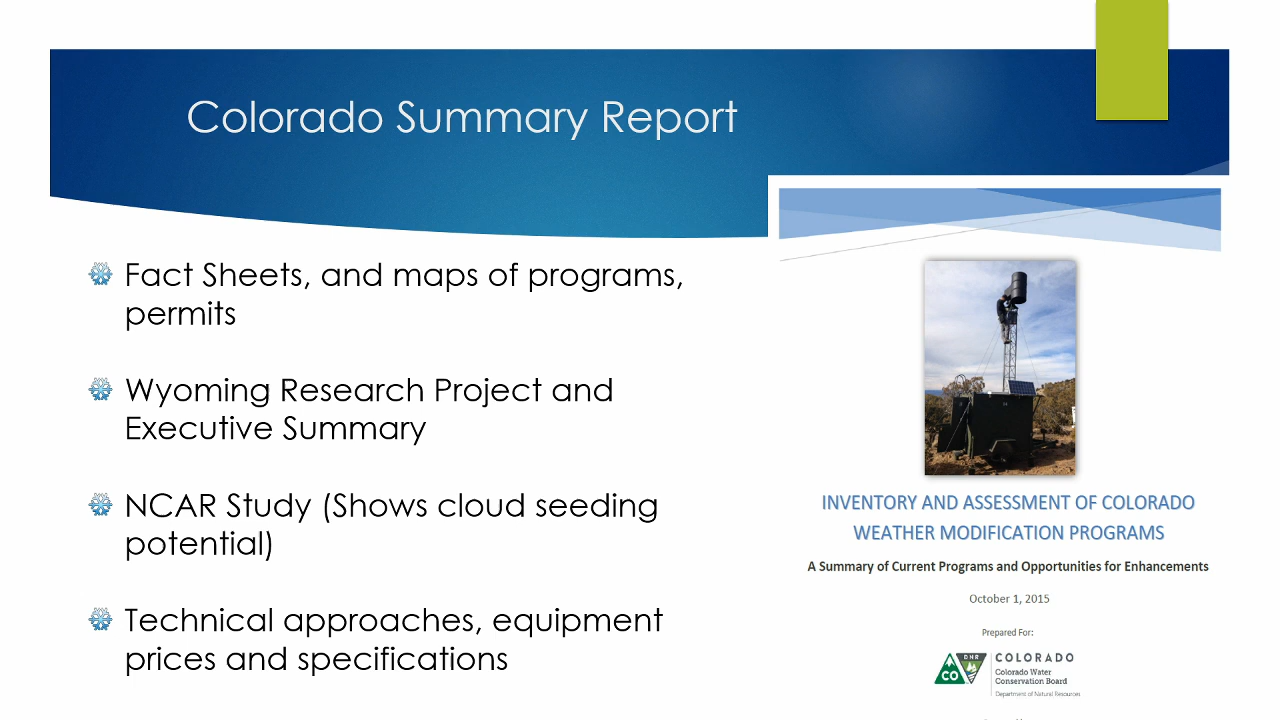 Colorado Summary Report
Fact Sheets, and maps of programs,
permits
Wyoming Research Project and
Executive Summary
NCAR Study (Shows cloud seeding
potential)
Technical approaches, equipment
prices and specifications
INVENTORY AND ASSESSMENT OF COLORADO
WEATHER MODIFICATION PROGRAMS
A Summary of Current Programs and Opportunities for Enhancements
October 1, 2015
Prepared For:
CO
DNR
COLORADO
Colorado Water
Conservation Board
Department of Natural Resources